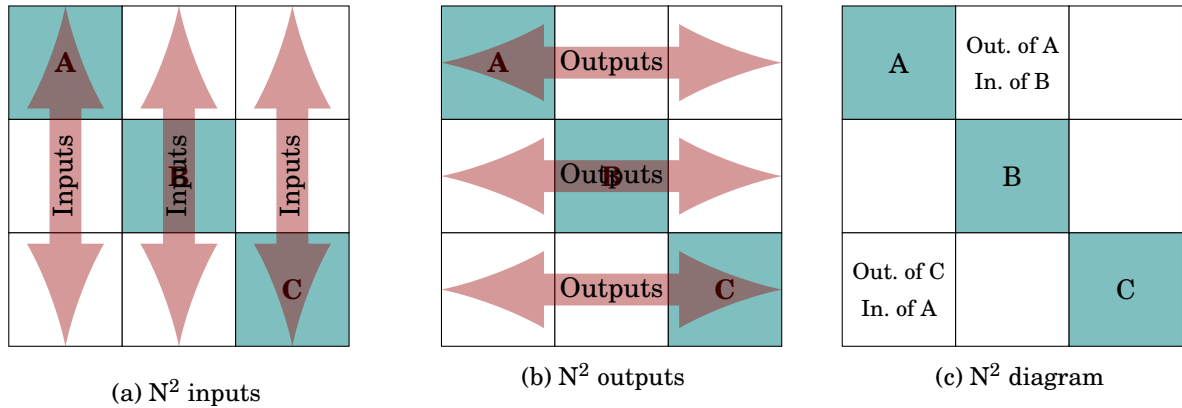 A
B
C
Inputs
Inputs
Inputs
(a) N² inputs
A
Outputs
B
Outputs
C
Outputs
(b) N² outputs
A
Out. of A
In. of B
B
Out. of C
In. of A
C
(c) N² diagram